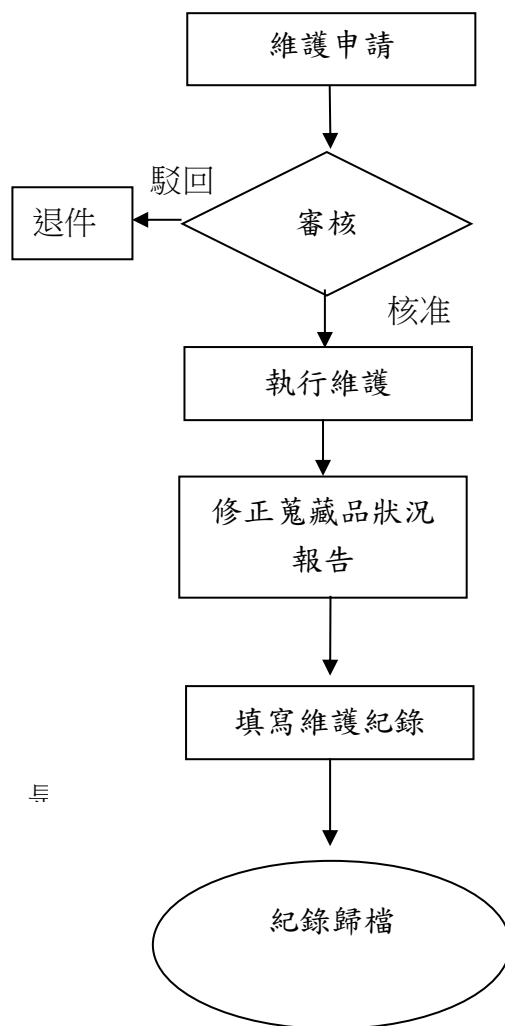 維護申請
駁回
退件
審核
核准
執行維護
修正蒐藏品狀況
報告
填寫維護紀錄
紀錄歸檔